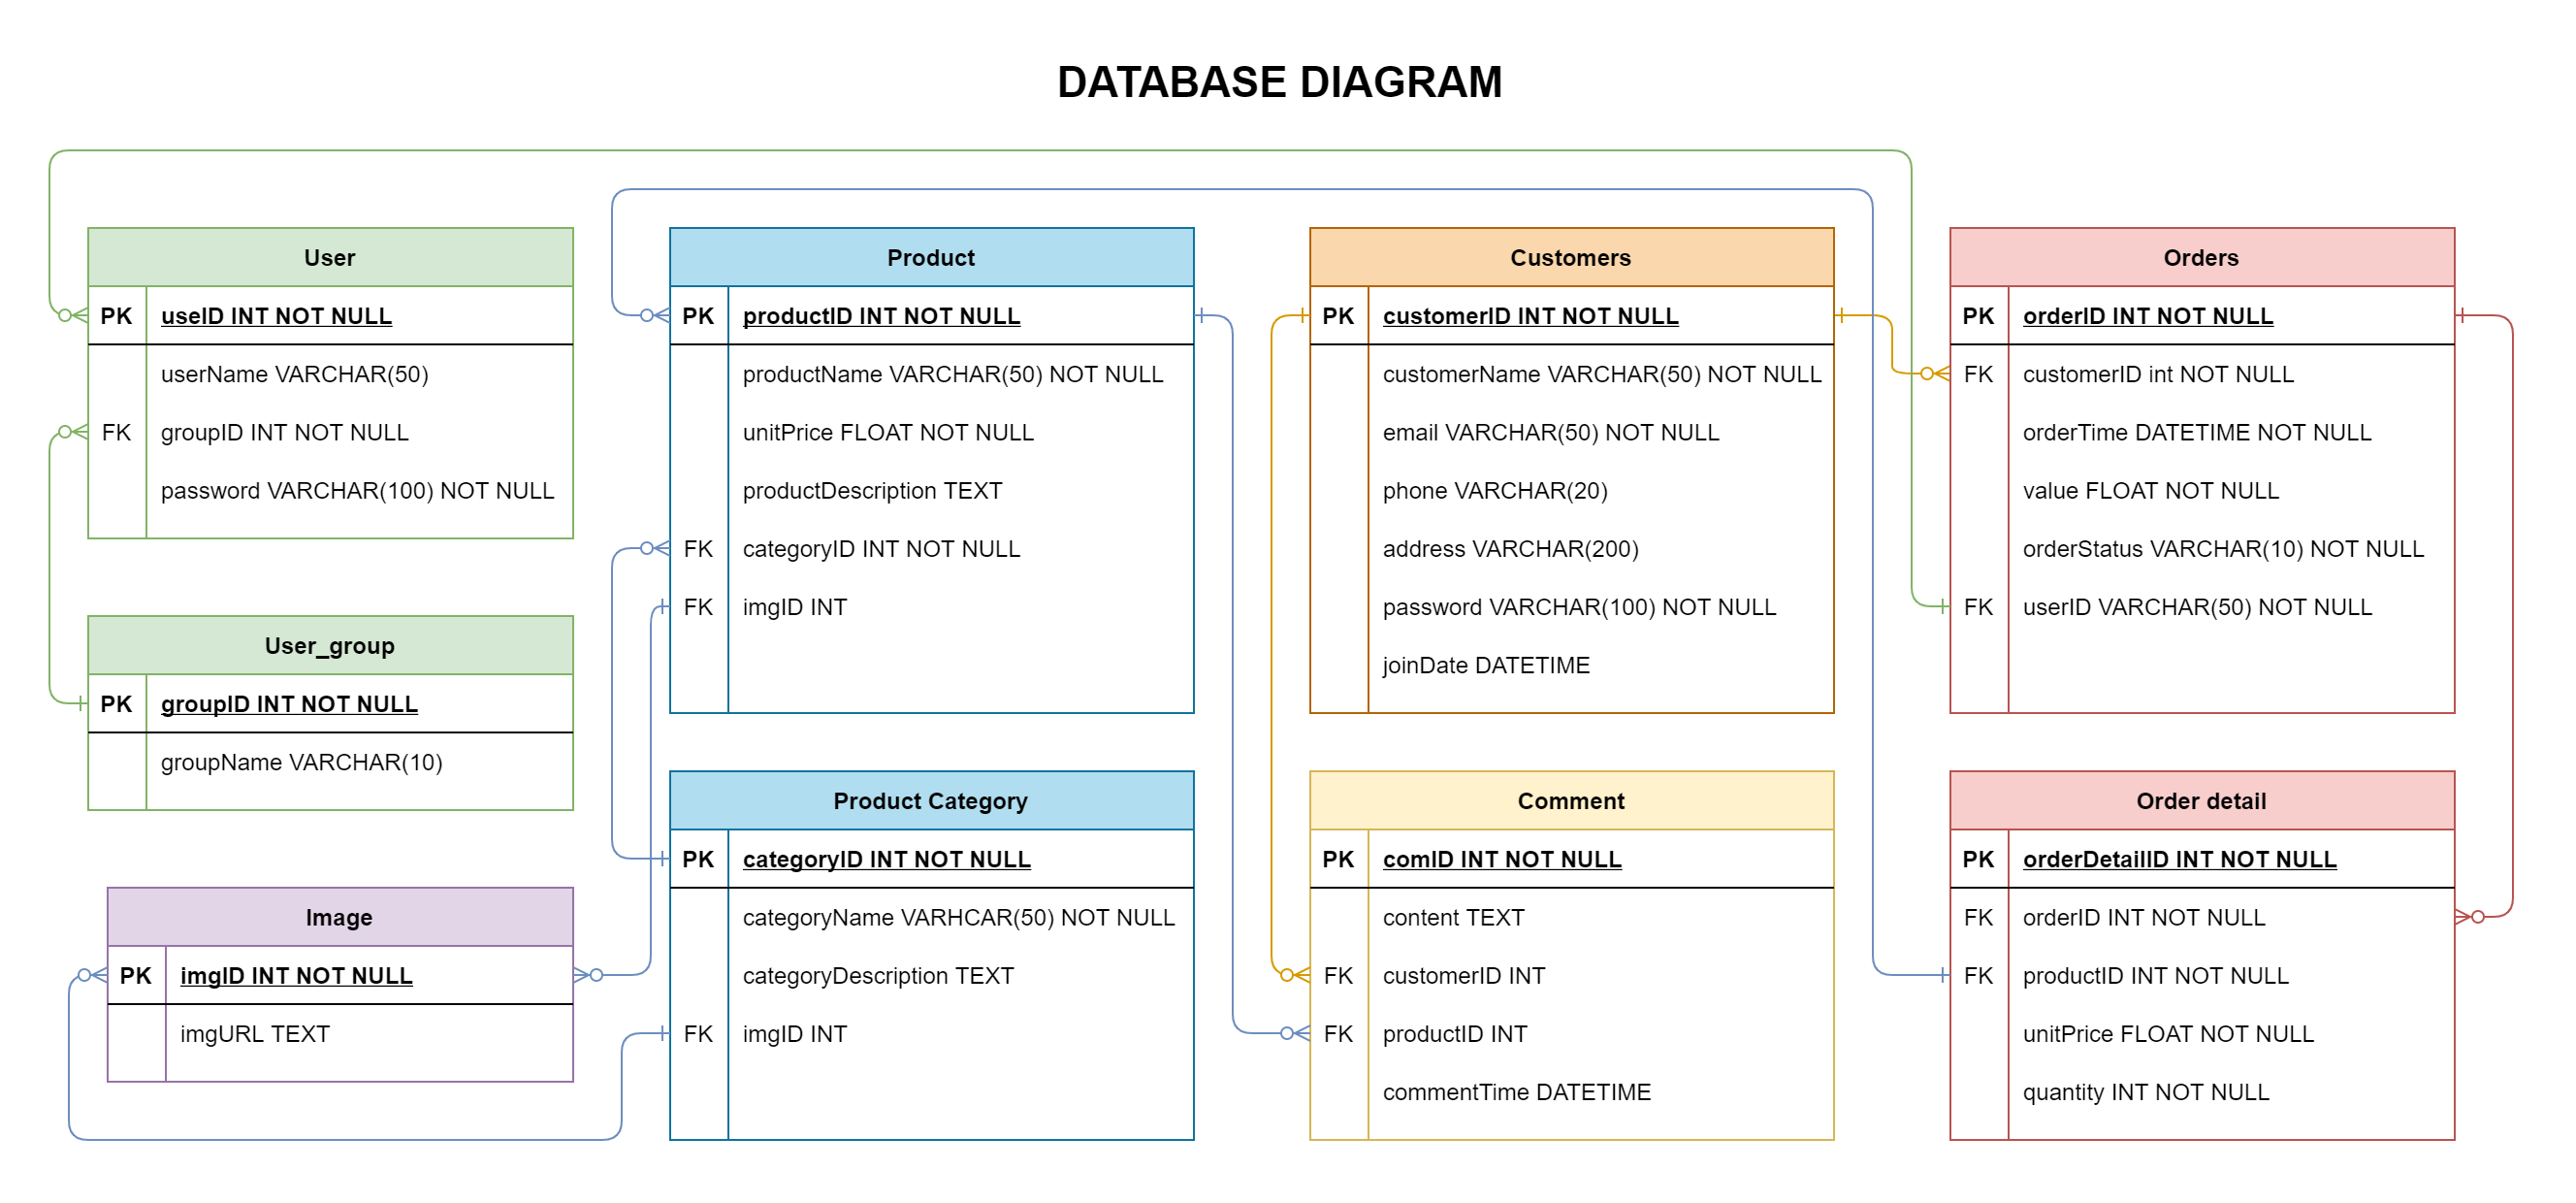 DATABASE DIAGRAM
User
PK useID INT NOT NULL
userName VARCHAR(50)
FK groupID INT NOT NULL
password VARCHAR(100) NOT NULL
User_group
PK groupID INT NOT NULL
groupName VARCHAR(10)
Image
PK imgID INT NOT NULL
imgURL TEXT
Product
PK productID INT NOT NULL
productName VARCHAR(50) NOT NULL
unitPrice FLOAT NOT NULL
productDescription TEXT
FK categoryID INT NOT NULL
FK imgID INT
Product Category
PK categoryID INT NOT NULL
categoryName VARHCAR(50) NOT NULL
categoryDescription TEXT
FK imgID INT
Customers
PK customerID INT NOT NULL
customerName VARCHAR(50) NOT NULL
email VARCHAR(50) NOT NULL
phone VARCHAR(20)
address VARCHAR(200)
password VARCHAR(100) NOT NULL
joinDate DATETIME
Comment
PK comID INT NOT NULL
content TEXT
FK customerID INT
FK productID INT
commentTime DATETIME
Orders
PK orderID INT NOT NULL
FK customerID int NOT NULL
orderTime DATETIME NOT NULL
value FLOAT NOT NULL
orderStatus VARCHAR(10) NOT NULL
FK userID VARCHAR(50) NOT NULL
Order detail
PK orderDetailID INT NOT NULL
FK orderID INT NOT NULL
FK productID INT NOT NULL
unitPrice FLOAT NOT NULL
quantity INT NOT NULL